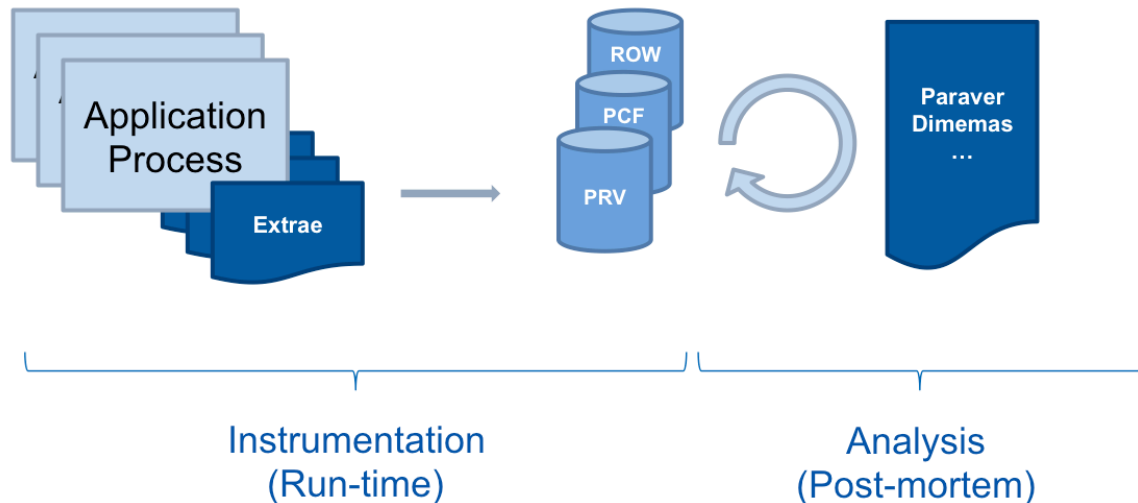 Application
Process
Extrae
ROW
PCF
PRV
Paraver
Dimemas
...
Instrumentation
(Run-time)
Analysis
(Post-mortem)